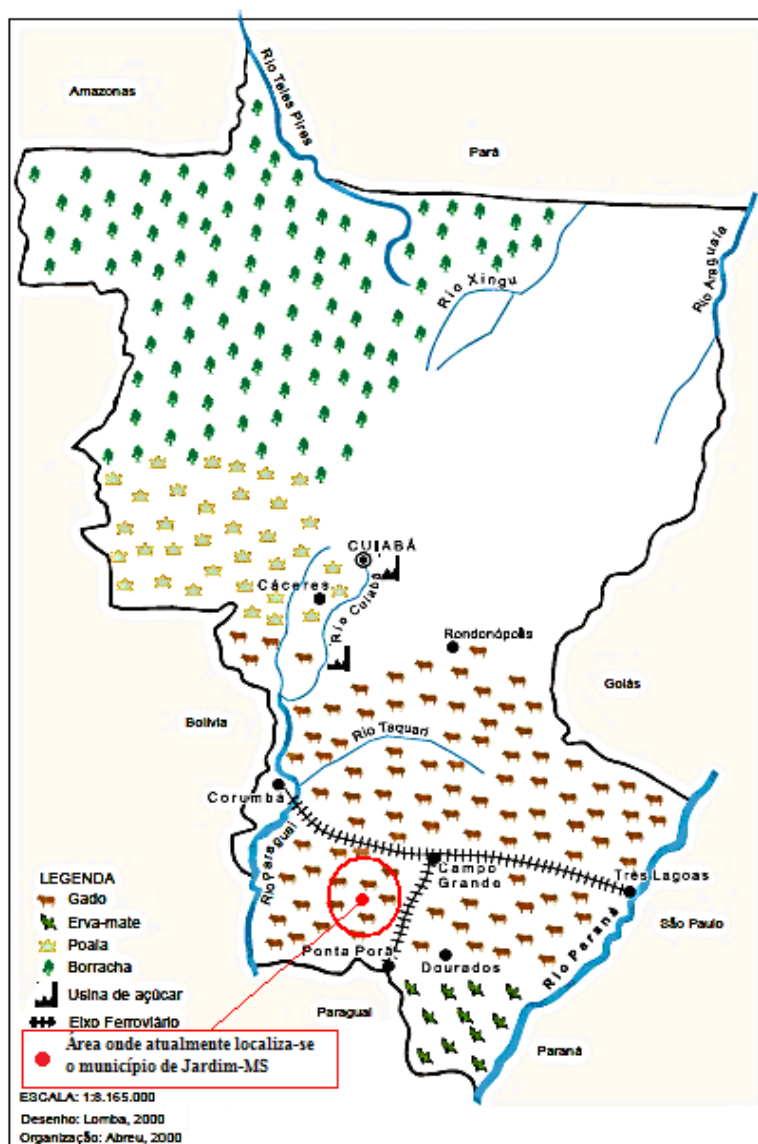 Amazonas
Rio Teles Pires
Pará
Rio Xingu
Rio Araguaia
CUIABÁ
Cáceres
Rio Cuiabá
Rondonópolis
Goiás
Bolívia
Rio Taquari
Corumbá
Rio Paraguai
Campo
Grande
Três Lagoas
São Paulo
Rio Paraná
Ponta Porã
Dourados
Paraguai
Paraná
LEGENDA
Gado
Erva-mate
Poaia
Borracha
Usina de açúcar
Eixo Ferroviário
Área onde atualmente localiza-se
o município de Jardim-MS
ESCALA: 1:8.165.000
Desenho: Lomba, 2000
Organização: Abreu, 2000